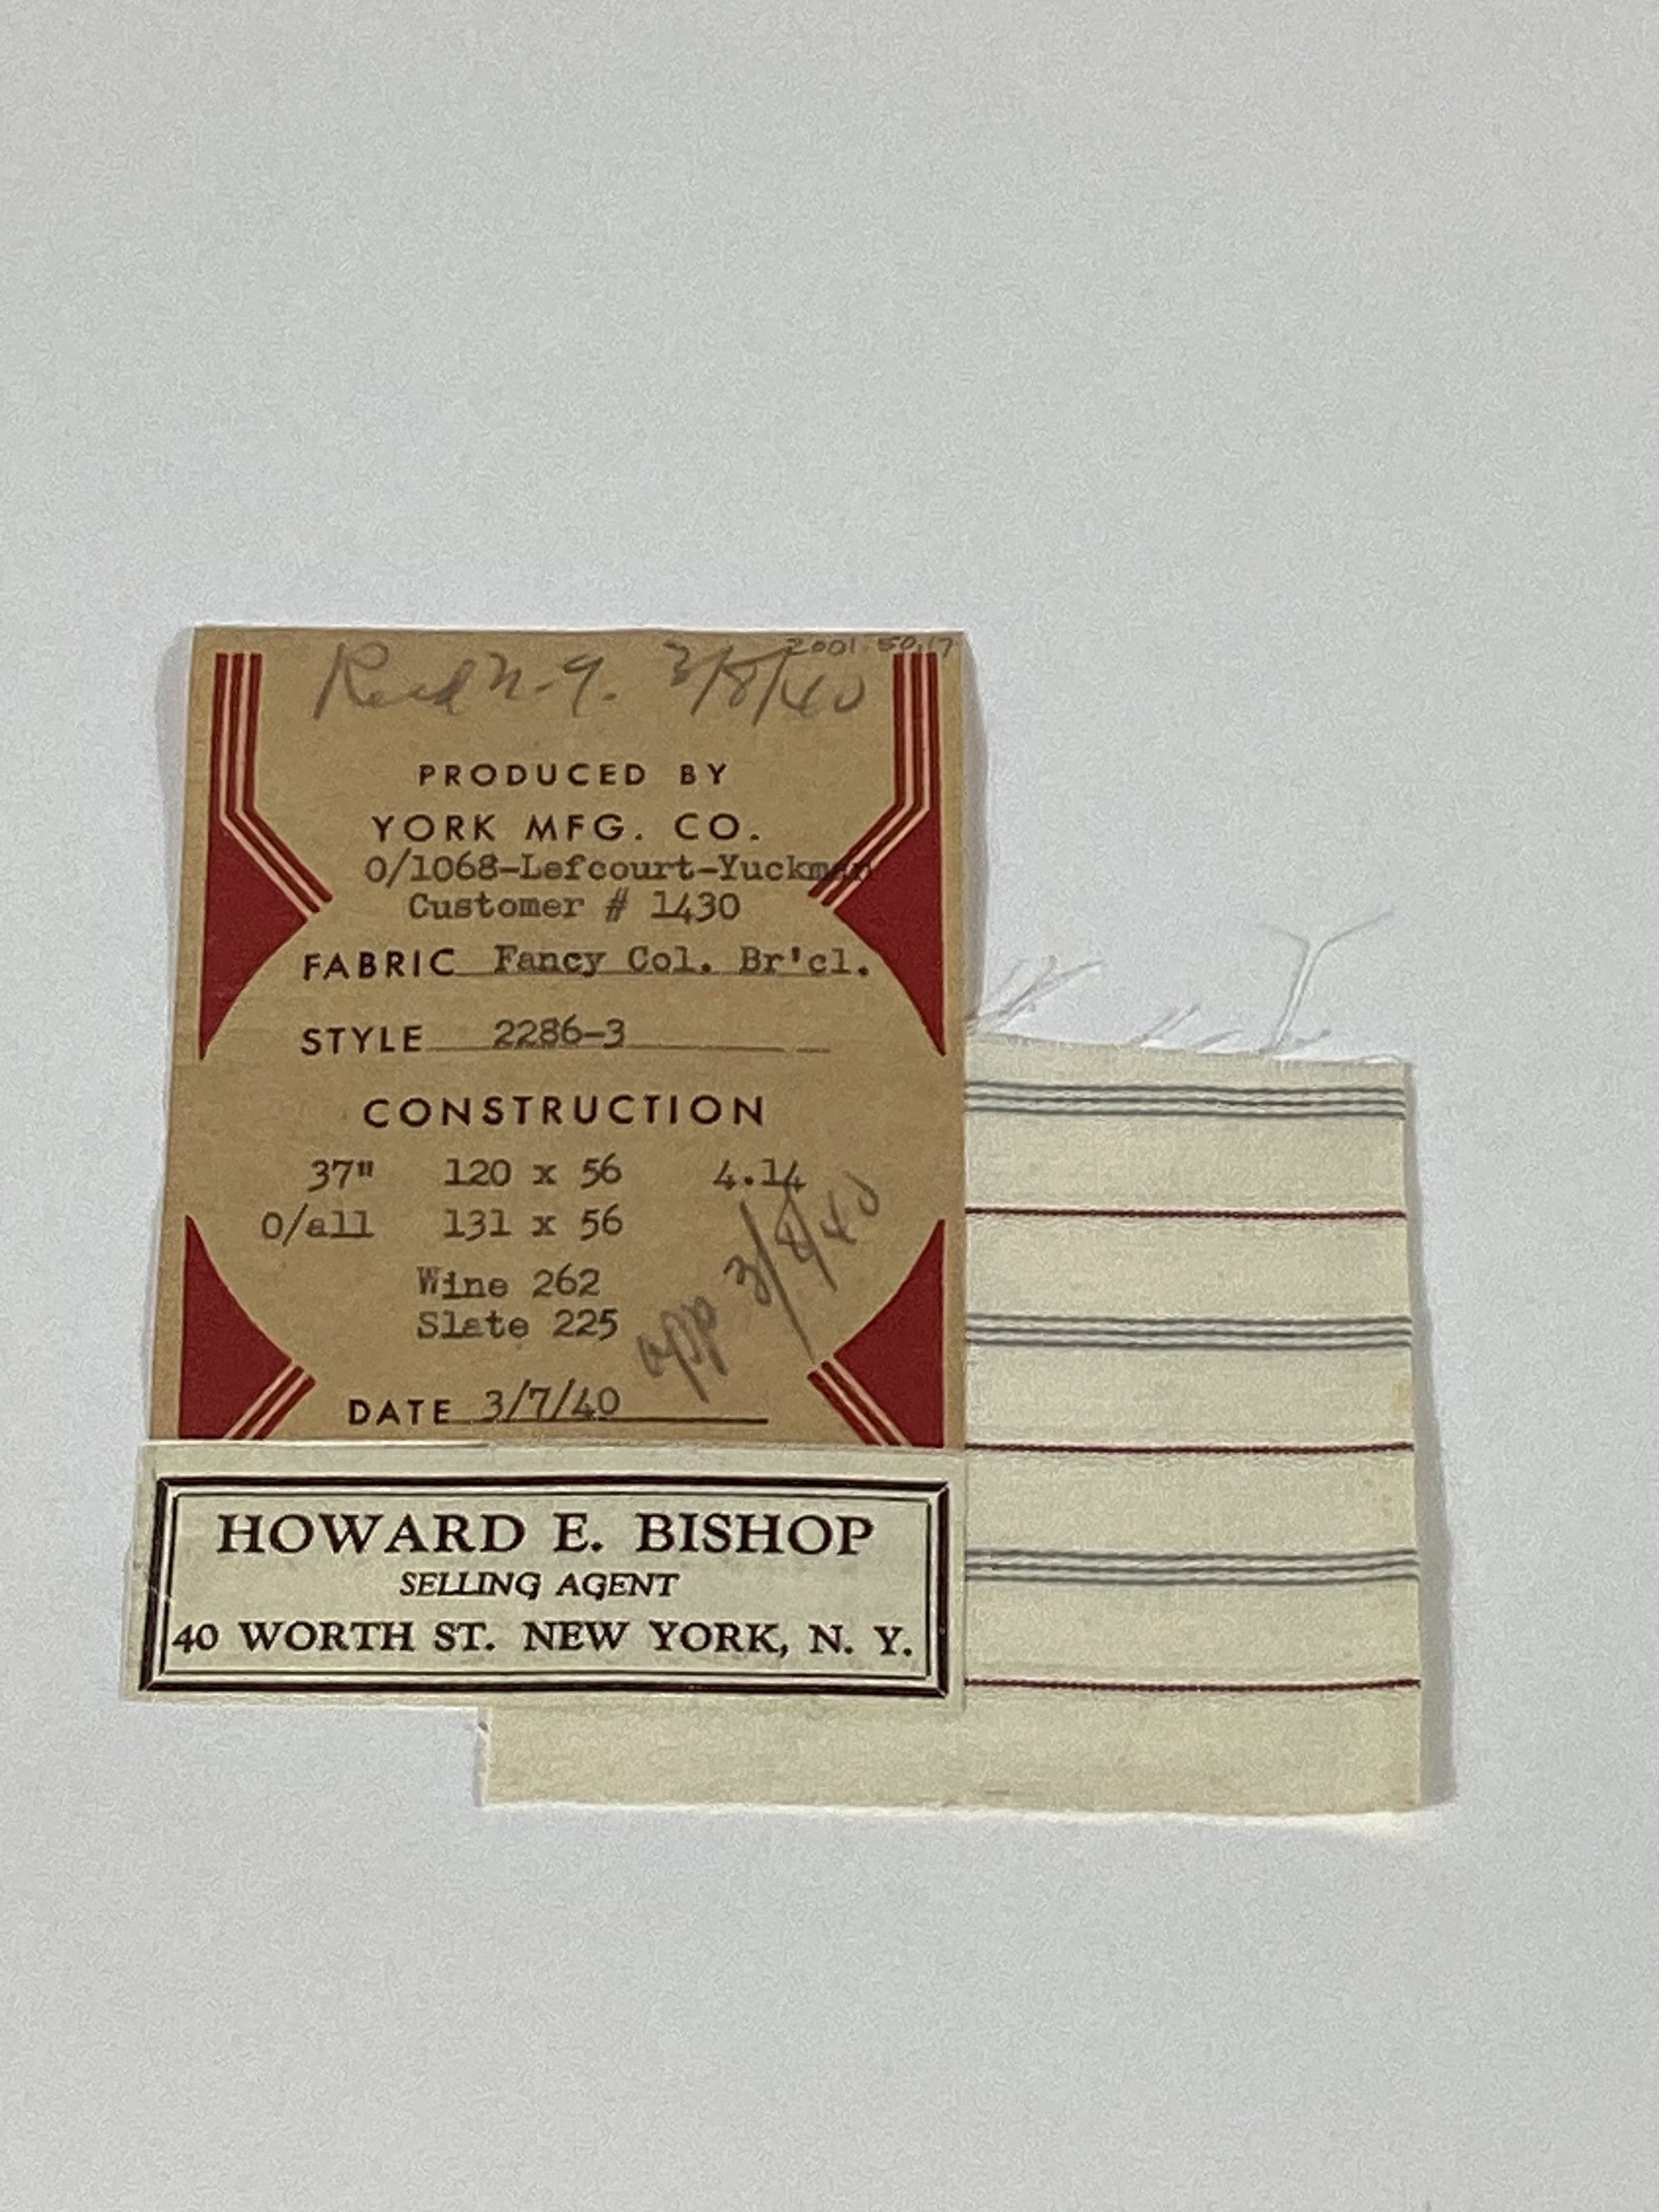 2001.50.17
Rec'd N.Y. 3/8/40
PRODUCED BY
YORK MFG. CO.
O/1068-Lefcourt-Yuckman
Customer # 1430
FABRIC Fancy Col. Br'cl.
STYLE 2286-3
CONSTRUCTION
37" 120 x 56 4.14
O/all 131 x 56
Wine 262
Slate 225
app 3/8/40
DATE 3/7/40
HOWARD E. BISHOP
SELLING AGENT
40 WORTH ST. NEW YORK, N. Y.